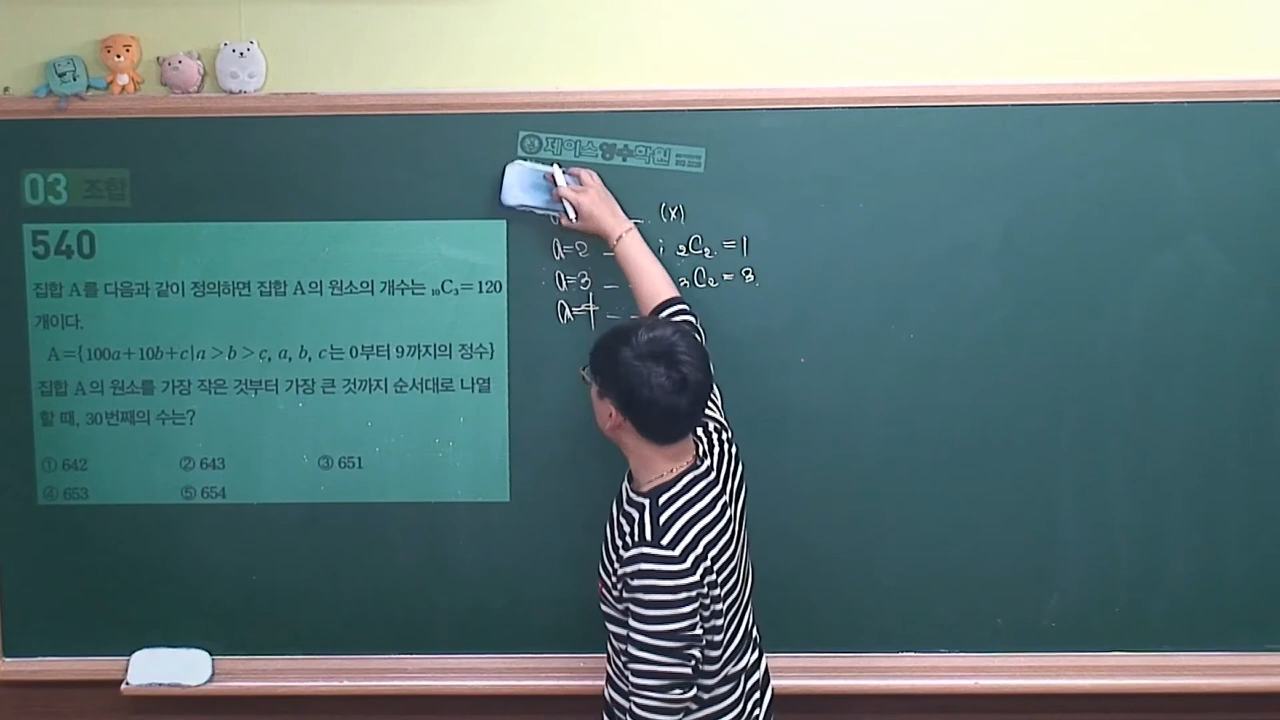 제이스영수학원
03 조합
540
집합 A를 다음과 같이 정의하면 집합 A의 원소의 개수는 ₁₀C₃=120
개이다.
A={100a+10b+c|a>b>c, a, b, c는 0부터 9까지의 정수}
집합 A의 원소를 가장 작은 것부터 가장 큰 것까지 순서대로 나열
할 때, 30번째의 수는?
① 642 ② 643 ③ 651
④ 653 ⑤ 654
(x)
a=2 _ ; ₂C₂ = 1
a=3 _ ₃C₂ = 3.
a=4 _ _